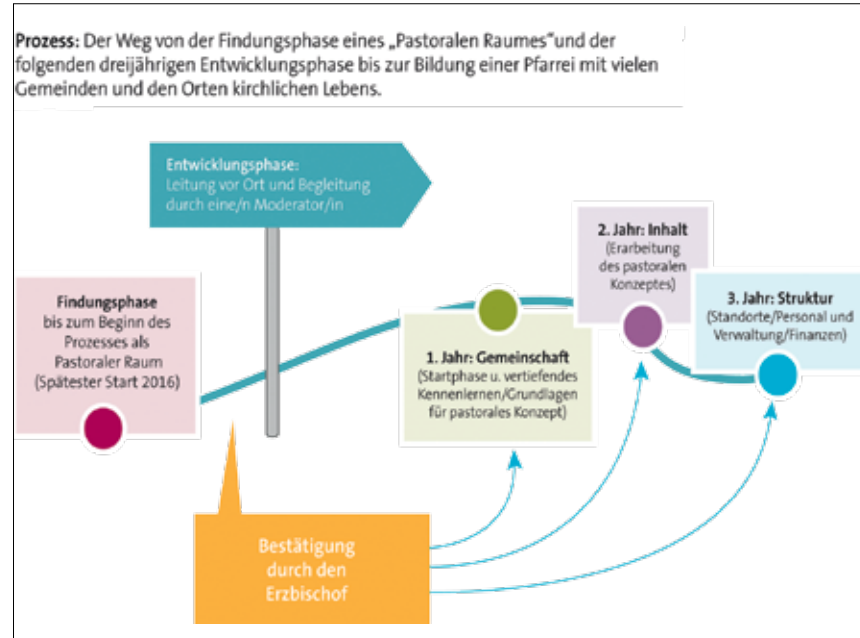 Prozess: Der Weg von der Findungsphase eines „Pastoralen Raumes“und der
folgenden dreijährigen Entwicklungsphase bis zur Bildung einer Pfarrei mit vielen
Gemeinden und den Orten kirchlichen Lebens.
Entwicklungsphase:
Leitung vor Ort und Begleitung
durch eine/n Moderator/in
Findungsphase
bis zum Beginn des
Prozesses als
Pastoraler Raum
(Spätester Start 2016)
1. Jahr: Gemeinschaft
(Startphase u. vertiefendes
Kennenlernen/Grundlagen
für pastorales Konzept)
2. Jahr: Inhalt
(Erarbeitung
des pastoralen
Konzeptes)
3. Jahr: Struktur
(Standorte/Personal und
Verwaltung/Finanzen)
Bestätigung
durch den
Erzbischof